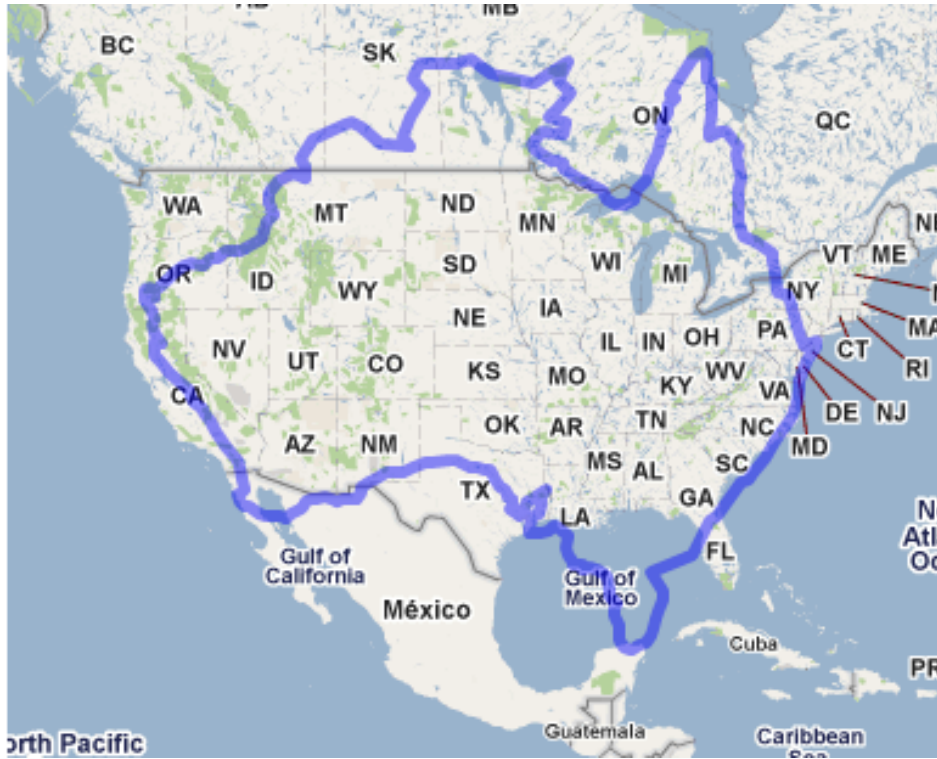 MB
BC
SK
ON
QC
WA
MT
ND
MN
VT
ME
OR
ID
SD
WI
MI
WY
NY
IA
NE
PA
MA
NV
IL
IN
OH
CT
UT
CO
KS
MO
WV
RI
CA
KY
VA
DE
NJ
OK
AR
TN
NC
AZ
NM
MD
MS
AL
SC
TX
GA
LA
FL
Gulf of
California
Gulf of
Mexico
México
Cuba
PR
Guatemala
orth Pacific
Caribbean
Sea